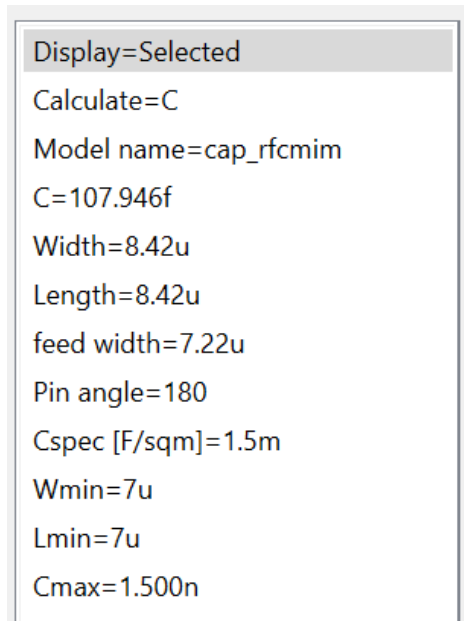 Display=Selected
Calculate=C
Model name=cap_rfcmim
C=107.946f
Width=8.42u
Length=8.42u
feed width=7.22u
Pin angle=180
Cspec [F/sqm]=1.5m
Wmin=7u
Lmin=7u
Cmax=1.500n